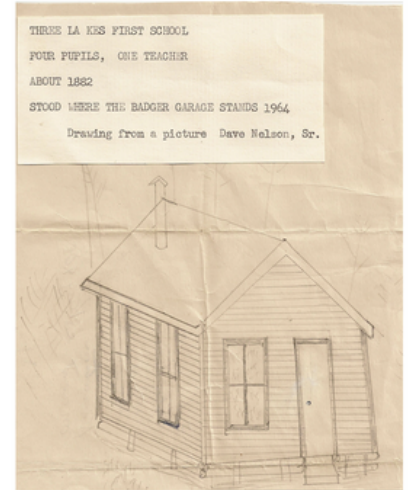 THREE LA KES FIRST SCHOOL
FOUR PUPILS, ONE TEACHER
ABOUT 1882
STOOD WHERE THE BADGER GARAGE STANDS 1964
Drawing from a picture Dave Nelson, Sr.